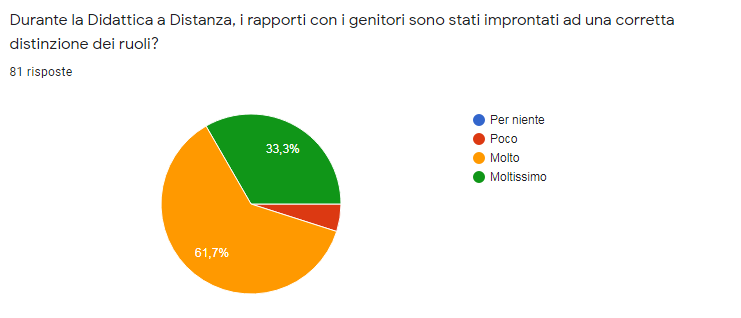 Durante la Didattica a Distanza, i rapporti con i genitori sono stati improntati ad una corretta
distinzione dei ruoli?
81 risposte
33,3%
61,7%
Per niente
Poco
Molto
Moltissimo